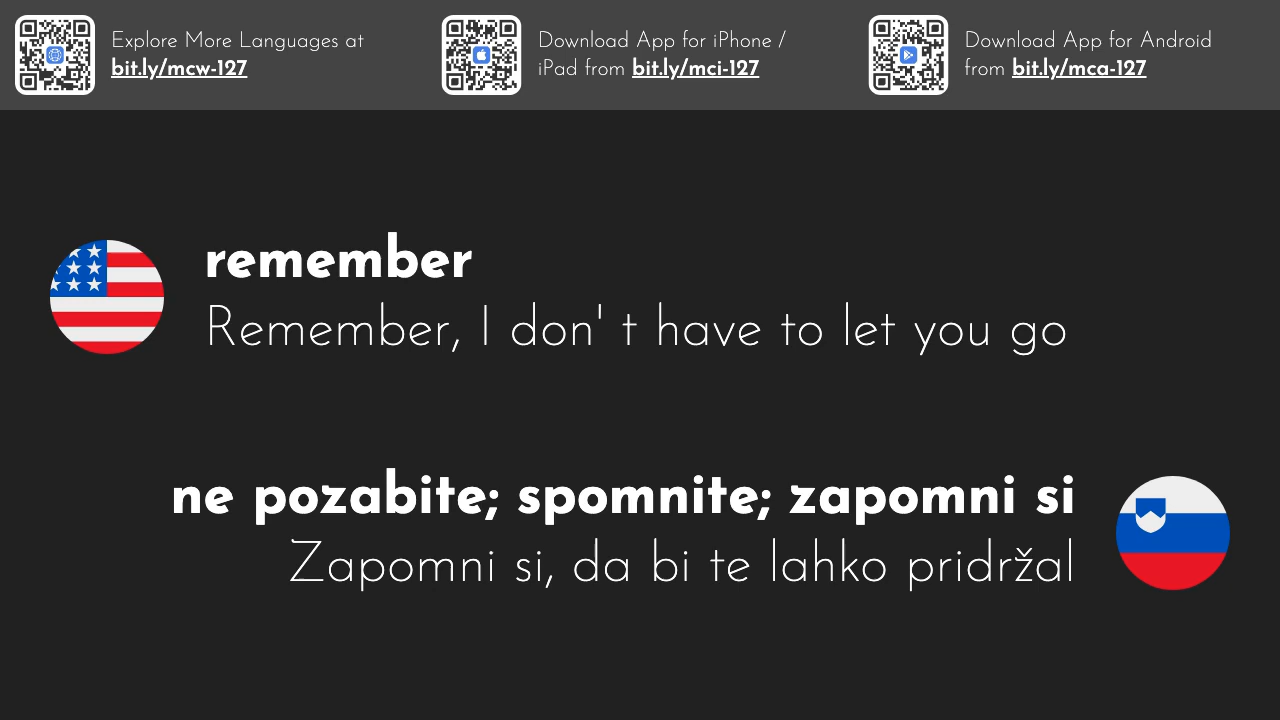 Explore More Languages at
bit.ly/mcw-127
Download App for iPhone /
iPad from bit.ly/mci-127
Download App for Android
from bit.ly/mca-127
remember
Remember, I don' t have to let you go
ne pozabite; spomnite; zapomni si
Zapomni si, da bi te lahko pridržal